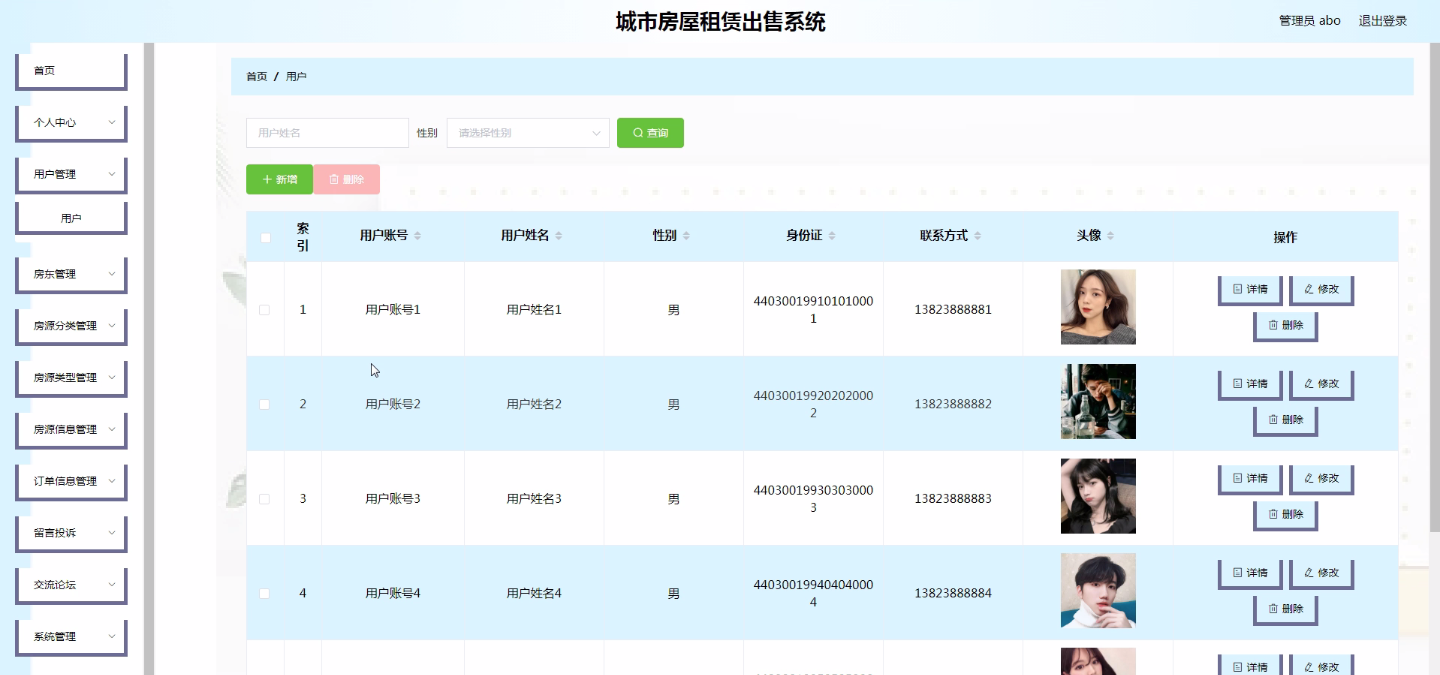 城市房屋租赁出售系统
管理员 abo 退出登录
首页
个人中心
用户管理
用户
房东管理
房源分类管理
房源类型管理
房源信息管理
订单信息管理
留言投诉
交流论坛
系统管理
首页 / 用户
用户姓名 性别 请选择性别 查询
新增 删除
索引 用户账号 用户姓名 性别 身份证 联系方式 头像 操作
1 用户账号1 用户姓名1 男 440300199101010001 13823888881 详情 修改 删除
2 用户账号2 用户姓名2 男 440300199202020002 13823888882 详情 修改 删除
3 用户账号3 用户姓名3 男 440300199303030003 13823888883 详情 修改 删除
4 用户账号4 用户姓名4 男 440300199404040004 13823888884 详情 修改 删除
详情 修改